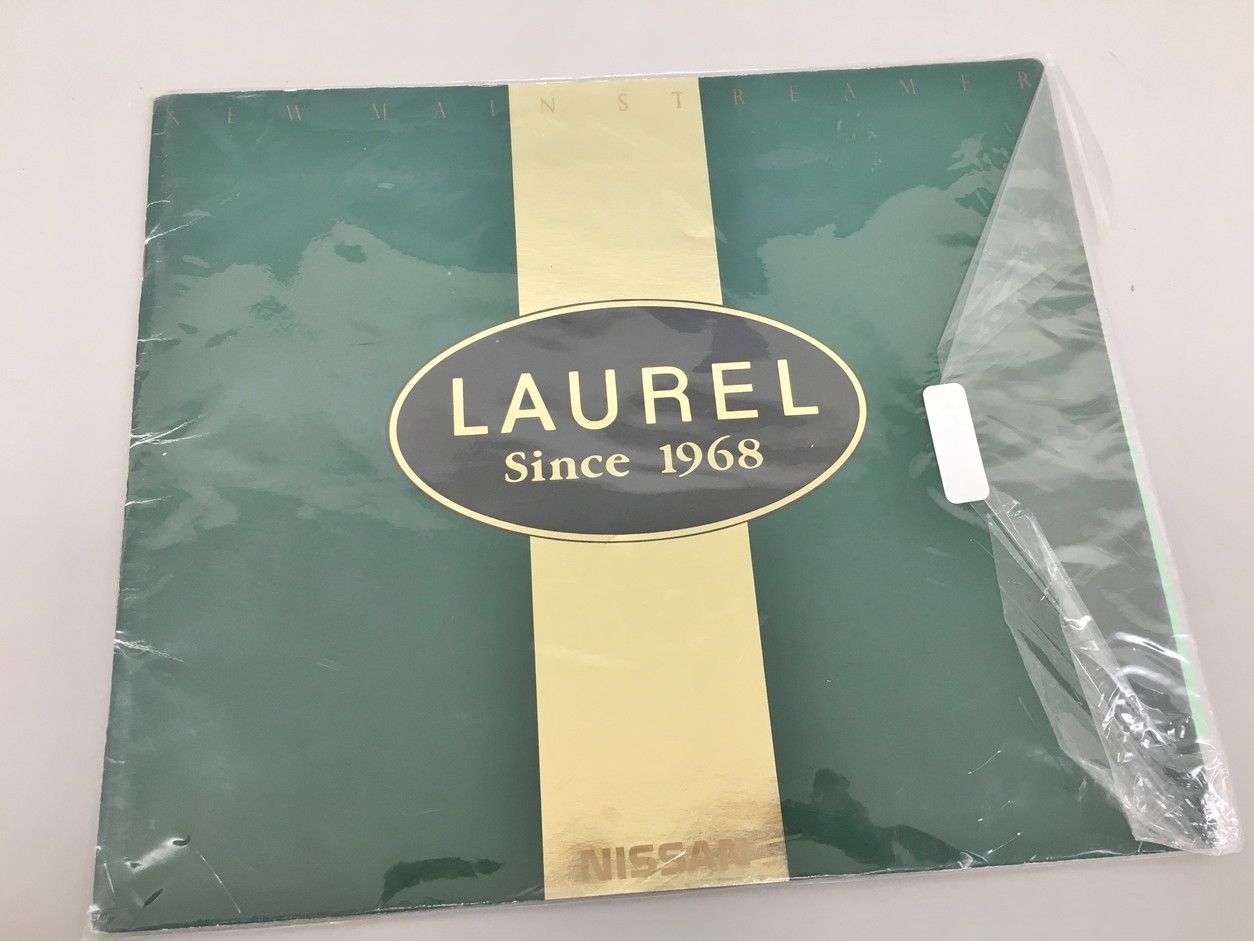 NEW MAINSTREAMER
LAUREL
Since 1968
NISSAN